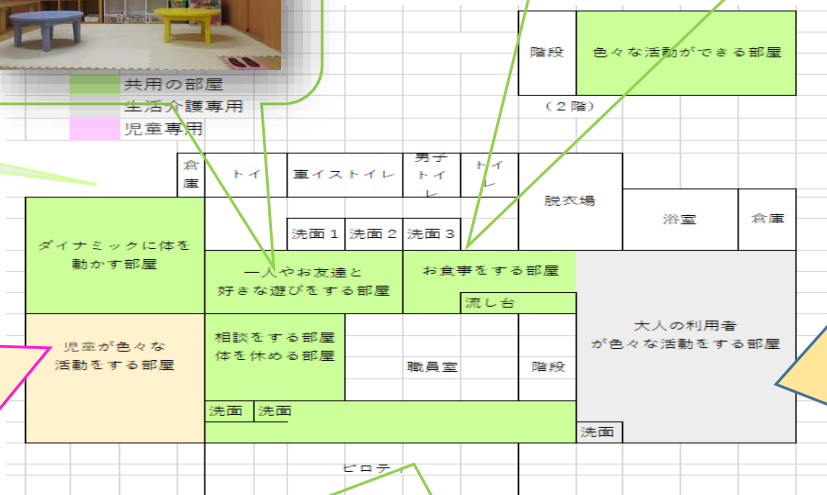 共用の部屋
生活介護専用
児童専用
階段
色々な活動ができる部屋
(2階)
倉庫
トイ
車イストイレ
男子
トイ
レ
トイ
レ
脱衣場
浴室
倉庫
洗面1
洗面2
洗面3
ダイナミックに体を
動かす部屋
一人やお友達と
好きな遊びをする部屋
お食事をする部屋
流し台
大人の利用者
が色々な活動をする部屋
児童が色々な
活動をする部屋
相談をする部屋
体を休める部屋
職員室
階段
洗面
洗面
洗面
ピロティ